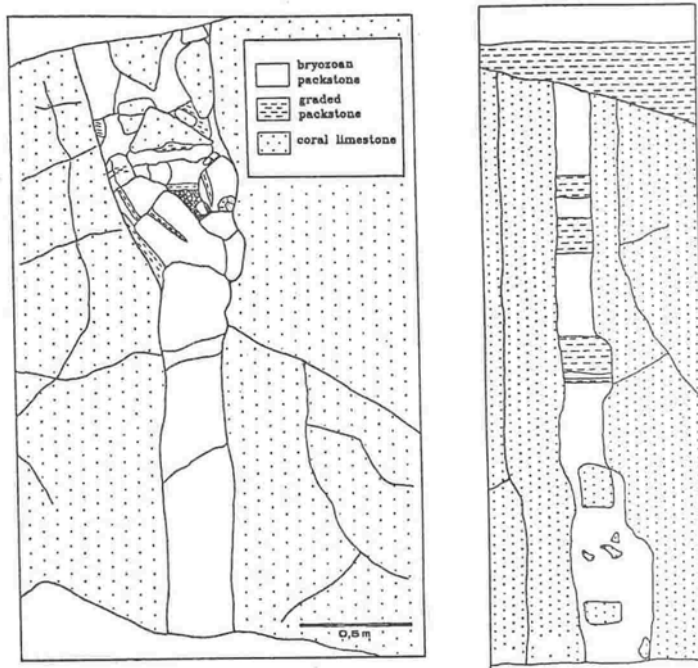 bryozoan
packstone
graded
packstone
coral limestone
0,5 m